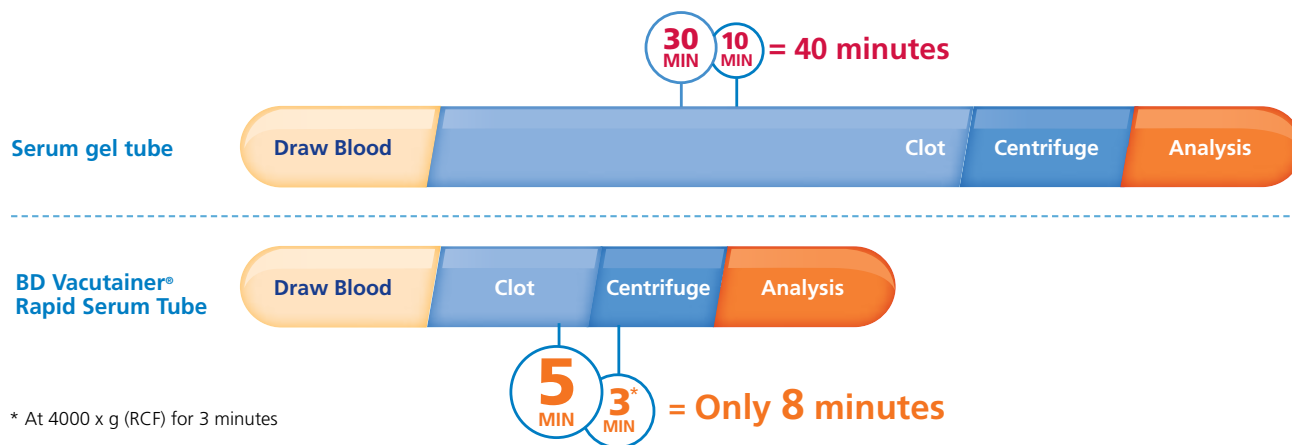 30 MIN 10 MIN = 40 minutes
Serum gel tube
Draw Blood Clot Centrifuge Analysis
BD Vacutainer®
Rapid Serum Tube
Draw Blood Clot Centrifuge Analysis
5 MIN 3* MIN = Only 8 minutes
* At 4000 x g (RCF) for 3 minutes